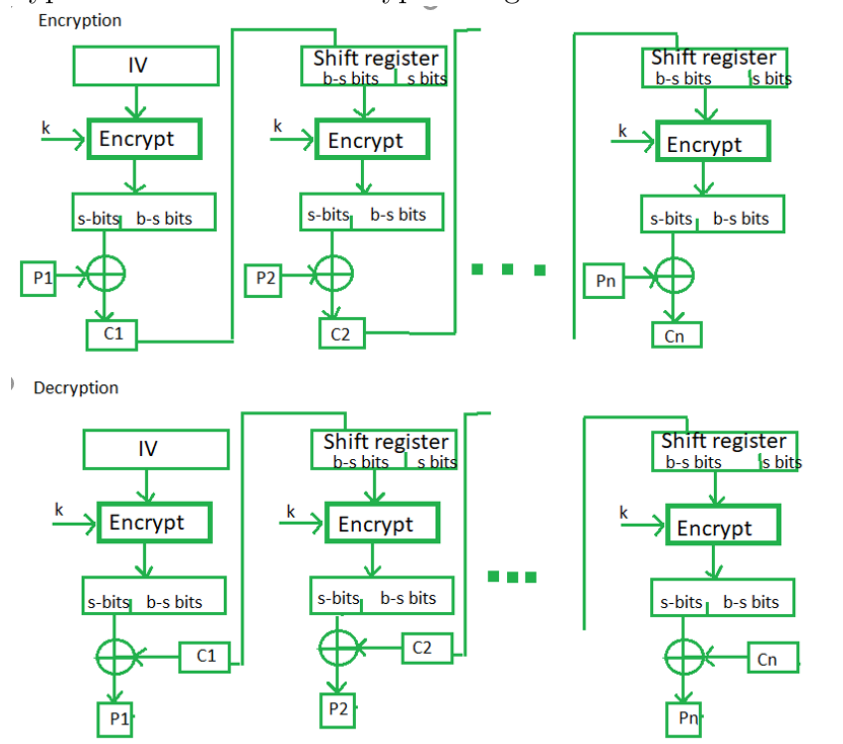 Encryption
IV
Shift register
b-s bits s bits
Shift register
b-s bits s bits
k
Encrypt
k
Encrypt
k
Encrypt
s-bits b-s bits
s-bits b-s bits
s-bits b-s bits
P1
P2
Pn
C1
C2
Cn
Decryption
IV
Shift register
b-s bits s bits
Shift register
b-s bits s bits
k
Encrypt
k
Encrypt
k
Encrypt
s-bits b-s bits
s-bits b-s bits
s-bits b-s bits
C1
C2
Cn
P1
P2
Pn